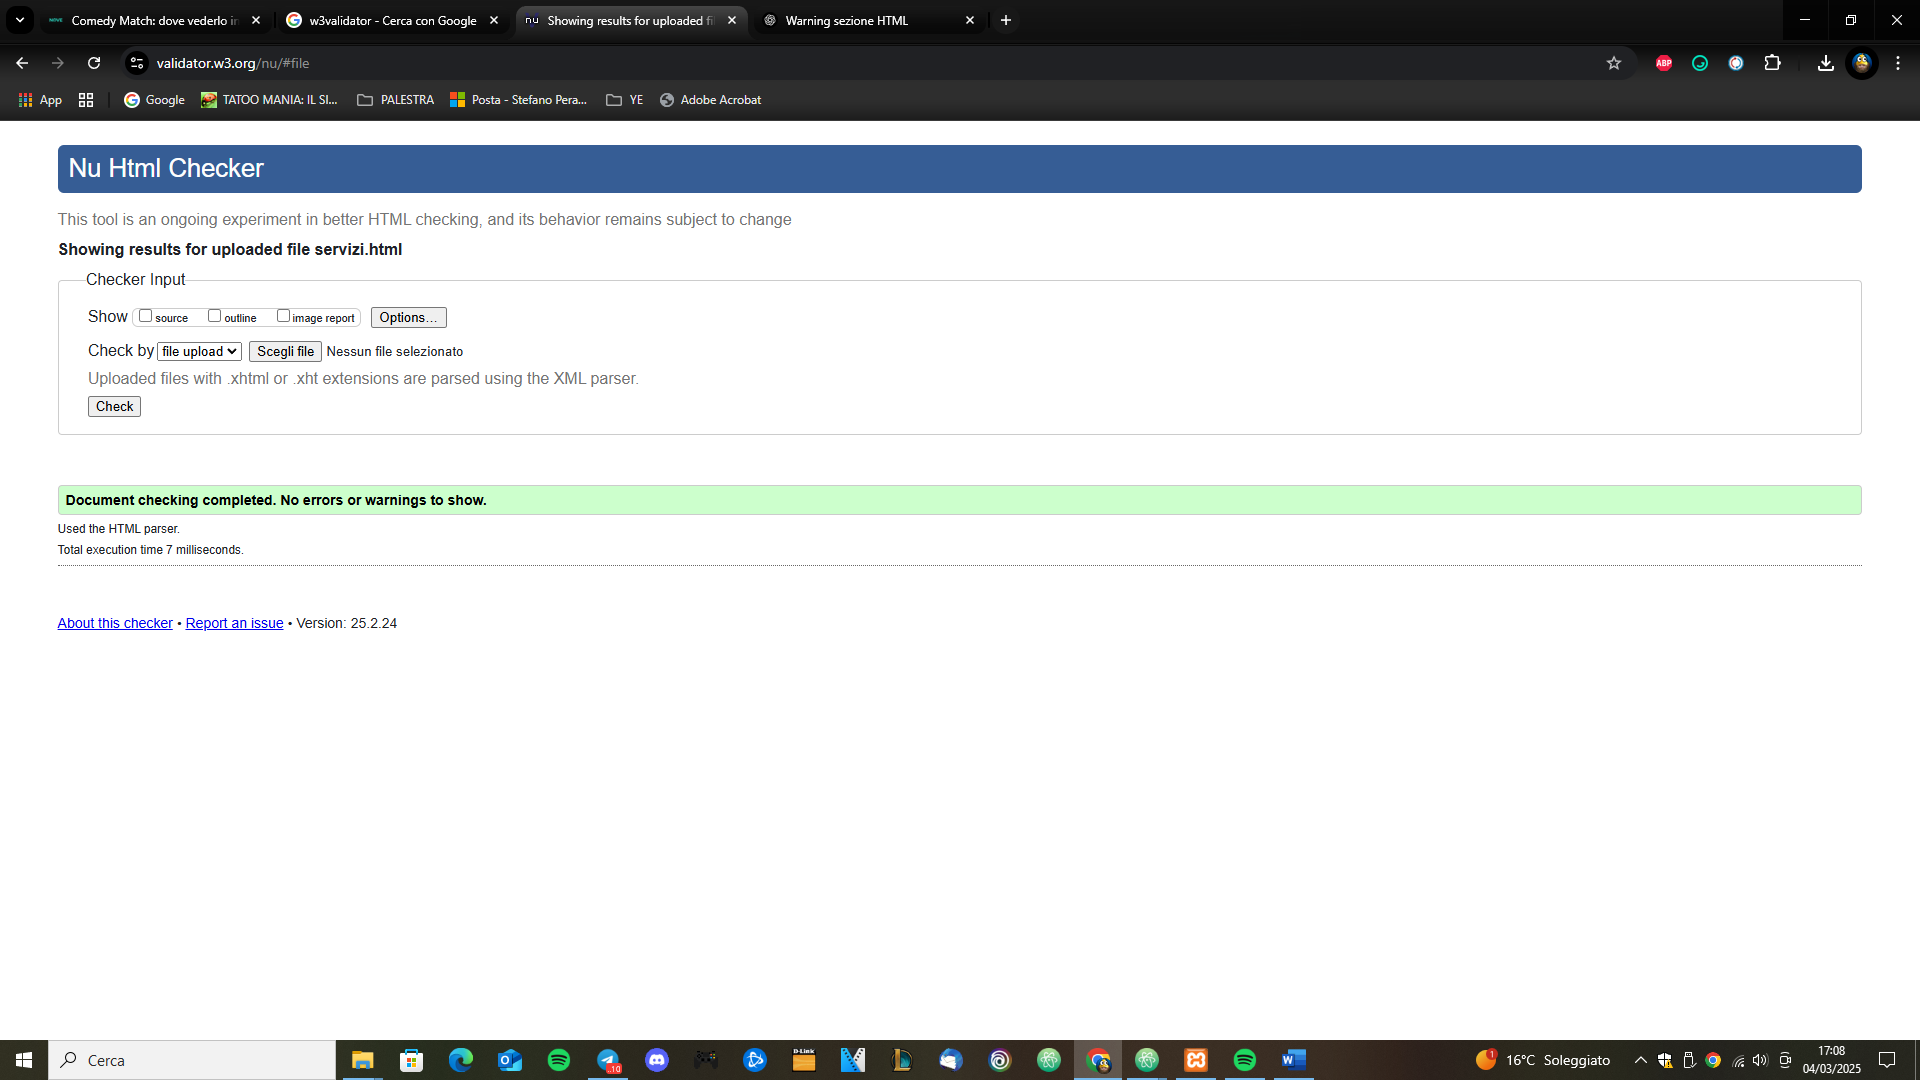 Comedy Match: dove vederlo in
w3validator - Cerca con Google
nu Showing results for uploaded fi
Warning sezione HTML
validator.w3.org/nu/#file
ABP
App
Google
TATOO MANIA: IL SI...
PALESTRA
Posta - Stefano Pera...
YE
Adobe Acrobat
Nu Html Checker
This tool is an ongoing experiment in better HTML checking, and its behavior remains subject to change
Showing results for uploaded file servizi.html
Checker Input
Show source outline image report Options...
Check by file upload Scegli file Nessun file selezionato
Uploaded files with .xhtml or .xht extensions are parsed using the XML parser.
Check
Document checking completed. No errors or warnings to show.
Used the HTML parser.
Total execution time 7 milliseconds.
About this checker • Report an issue • Version: 25.2.24
Cerca
..10
D-Link
1
16°C Soleggiato
17:08
04/03/2025